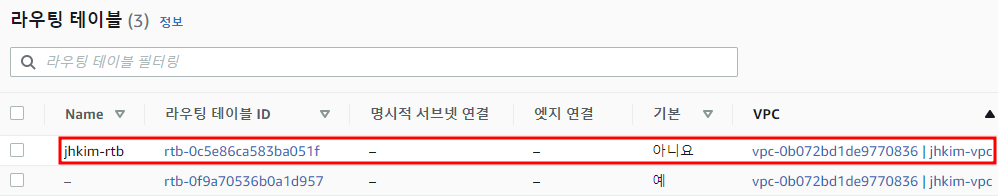 라우팅 테이블 (3) 정보
라우팅 테이블 필터링
Name 라우팅 테이블 ID 명시적 서브넷 연결 엣지 연결 기본 VPC
jhkim-rtb rtb-0c5e86ca583ba051f – – 아니요 vpc-0b072bd1de9770836 | jhkim-vpc
– rtb-0f9a70536b0a1d957 – – 예 vpc-0b072bd1de9770836 | jhkim-vpc